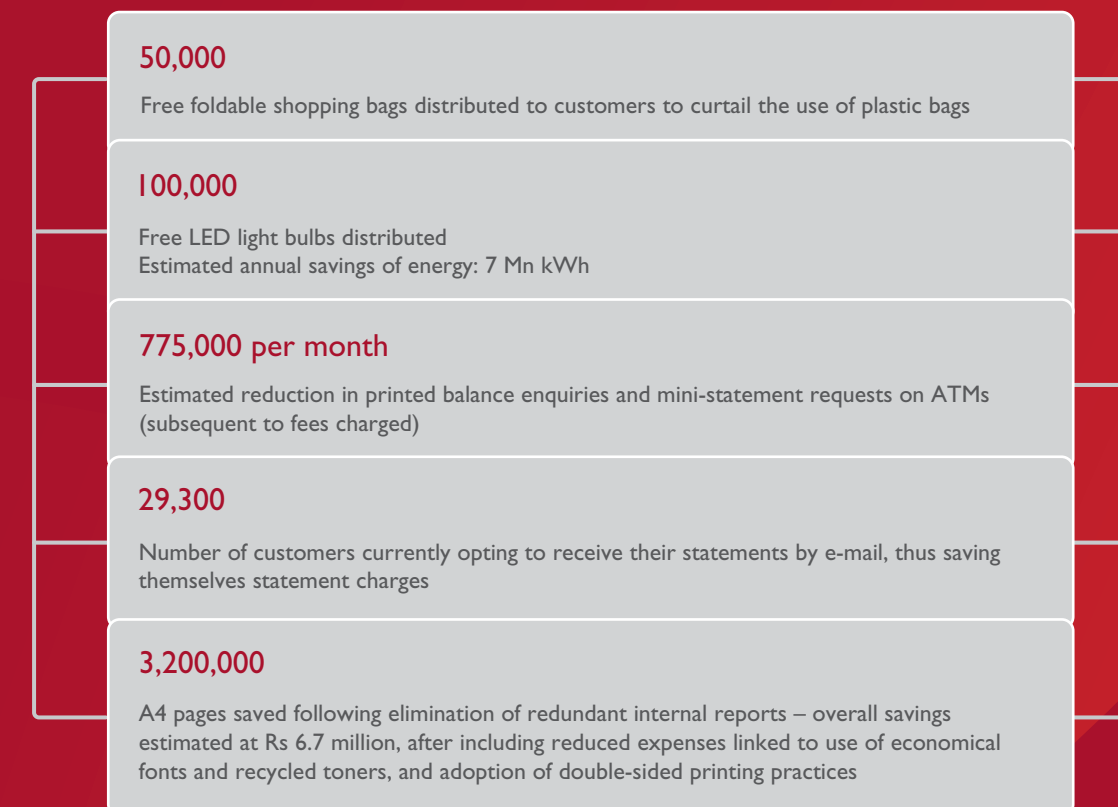 50,000
Free foldable shopping bags distributed to customers to curtail the use of plastic bags
100,000
Free LED light bulbs distributed
Estimated annual savings of energy: 7 Mn kWh
775,000 per month
Estimated reduction in printed balance enquiries and mini-statement requests on ATMs
(subsequent to fees charged)
29,300
Number of customers currently opting to receive their statements by e-mail, thus saving
themselves statement charges
3,200,000
A4 pages saved following elimination of redundant internal reports – overall savings
estimated at Rs 6.7 million, after including reduced expenses linked to use of economical
fonts and recycled toners, and adoption of double-sided printing practices